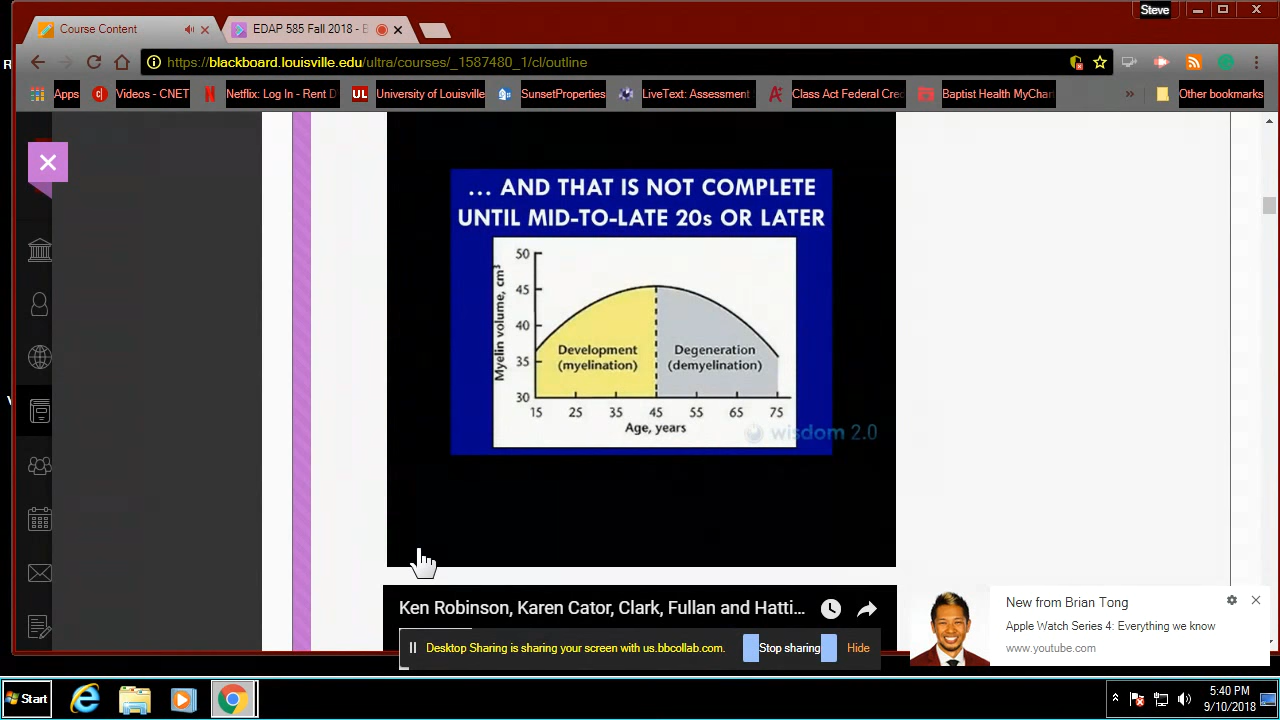 Steve
Course Content
EDAP 585 Fall 2018 - B
https://blackboard.louisville.edu/ultra/courses/_1587480_1/cl/outline
Apps
Videos - CNET
Netflix: Log In - Rent D
UL University of Louisville
SunsetProperties
LiveText: Assessment
Class Act Federal Cre
Baptist Health MyChar
»
Other bookmarks
... AND THAT IS NOT COMPLETE
UNTIL MID-TO-LATE 20s OR LATER
Myelin volume, cm³
50
45
40
35
30
Development
(myelination)
Degeneration
(demyelination)
15 25 35 45 55 65 75
Age, years
wisdom 2.0
Ken Robinson, Karen Cator, Clark, Fullan and Hatti...
Desktop Sharing is sharing your screen with us.bbcollab.com.
Stop sharing
Hide
New from Brian Tong
Apple Watch Series 4: Everything we know
www.youtube.com
Start
5:40 PM
9/10/2018